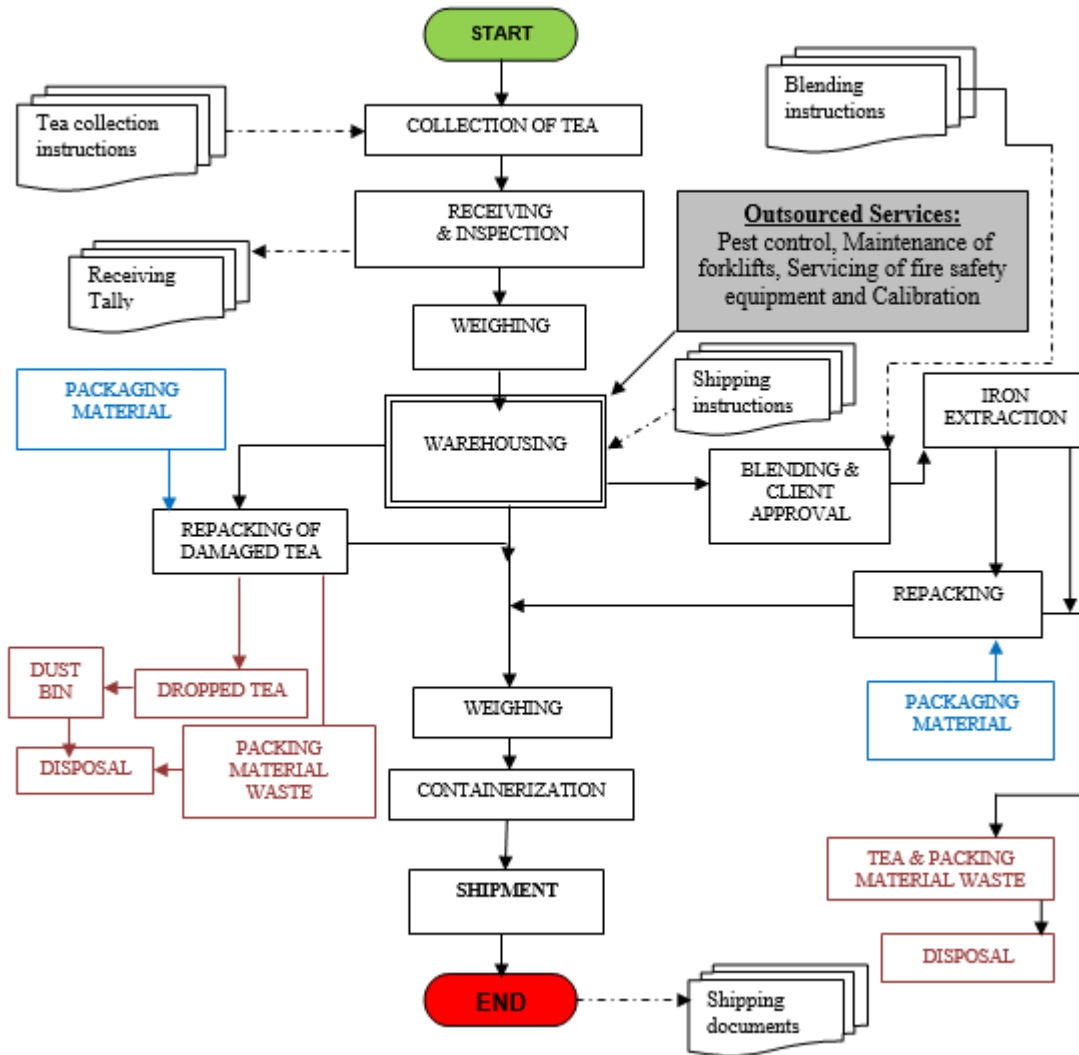 START
Blending
instructions
Tea collection
instructions
COLLECTION OF TEA
RECEIVING
& INSPECTION
Outsourced Services:
Pest control, Maintenance of
forklifts, Servicing of fire safety
equipment and Calibration
Receiving
Tally
WEIGHING
PACKAGING
MATERIAL
Shipping
instructions
IRON
EXTRACTION
WAREHOUSING
BLENDING &
CLIENT
APPROVAL
REPACKING OF
DAMAGED TEA
REPACKING
DUST
BIN
DROPPED TEA
WEIGHING
PACKAGING
MATERIAL
DISPOSAL
PACKING
MATERIAL
WASTE
CONTAINERIZATION
TEA & PACKING
MATERIAL WASTE
SHIPMENT
DISPOSAL
END
Shipping
documents